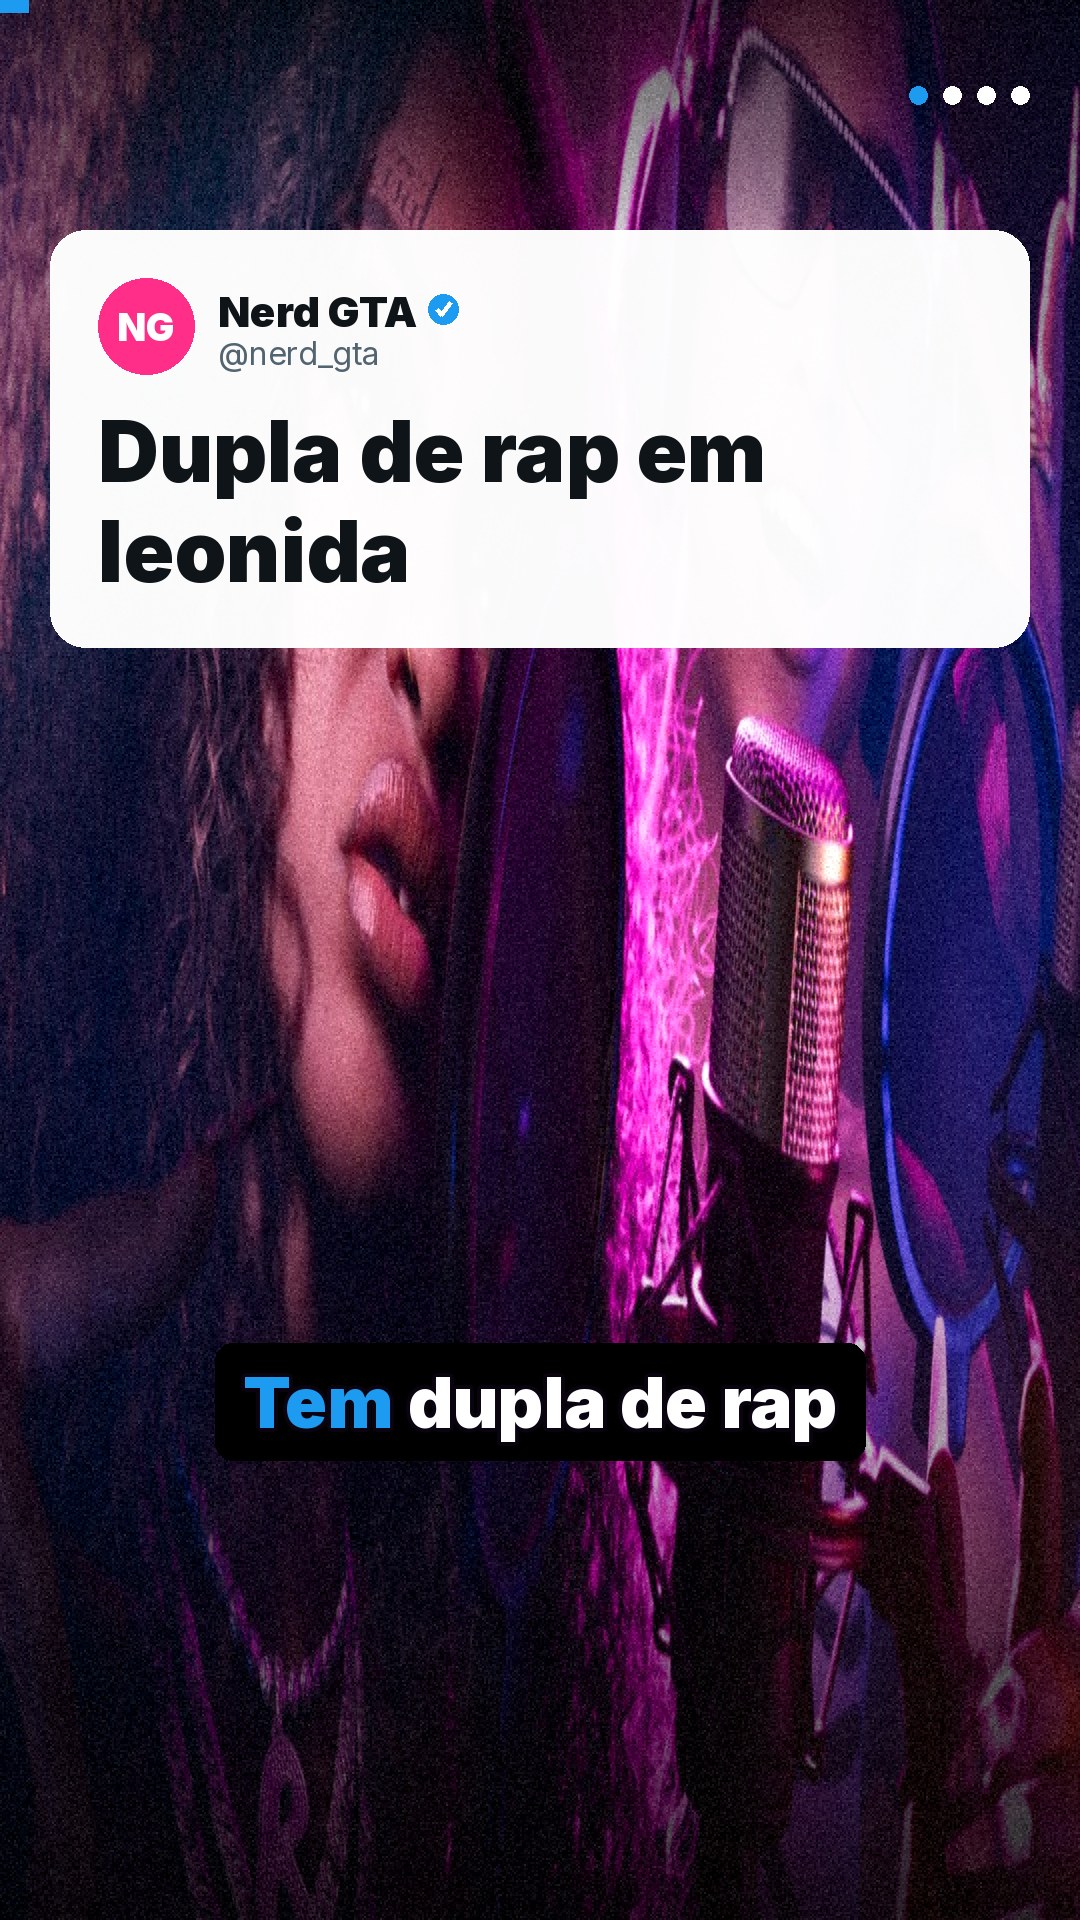 NG
Nerd GTA
@nerd_gta
Dupla de rap em
leonida
Tem dupla de rap